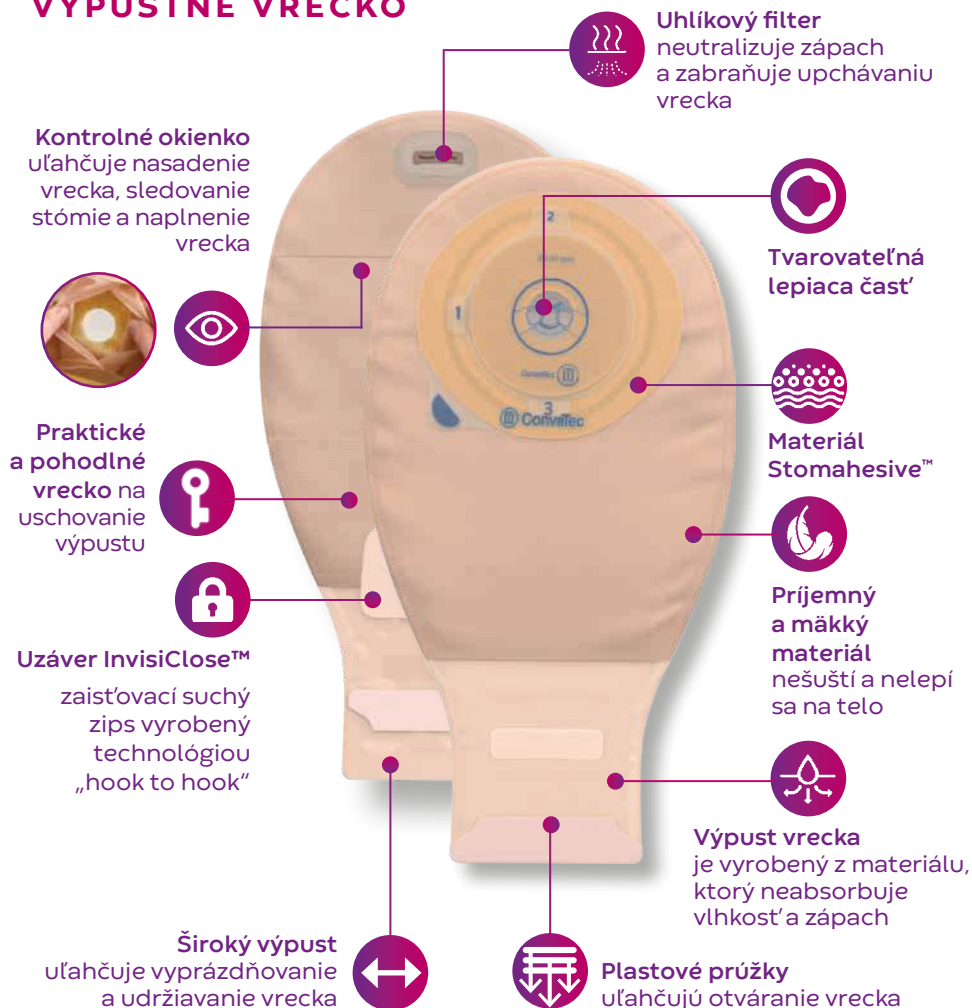 VÝPUSTNÉ VRECKO
Uhlíkový filter
neutralizuje zápach
a zabraňuje upchávaniu
vrecka
Kontrolné okienko
uľahčuje nasadenie
vrecka, sledovanie
stómie a naplnenie
vrecka
Tvarovateľná
lepiaca časť
2
1
3
ConvaTec
ConvaTec
Materiál
Stomahesive™
Praktické
a pohodlné
vrecko na
uschovanie
výpustu
Príjemný
a mäkký
materiál
nešuští a nelepí
sa na telo
Uzáver InvisiClose™
zaisťovací suchý
zips vyrobený
technológiou
„hook to hook“
Výpust vrecka
je vyrobený z materiálu,
ktorý neabsorbuje
vlhkosť a zápach
Široký výpust
uľahčuje vyprázdňovanie
a udržiavanie vrecka
Plastové prúžky
uľahčujú otváranie vrecka